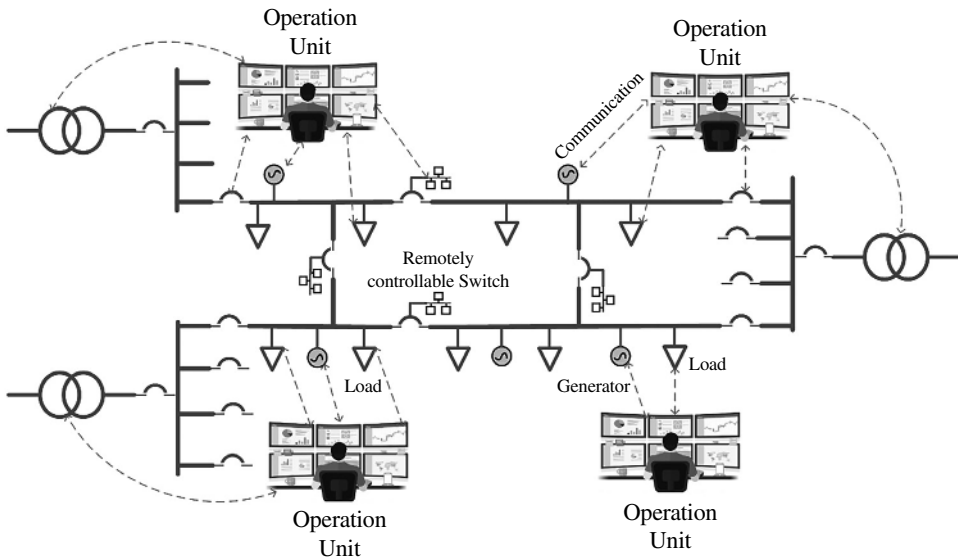 Operation
Unit
Operation
Unit
Communication
Remotely
controllable Switch
Load
Generator
Load
Operation
Unit
Operation
Unit